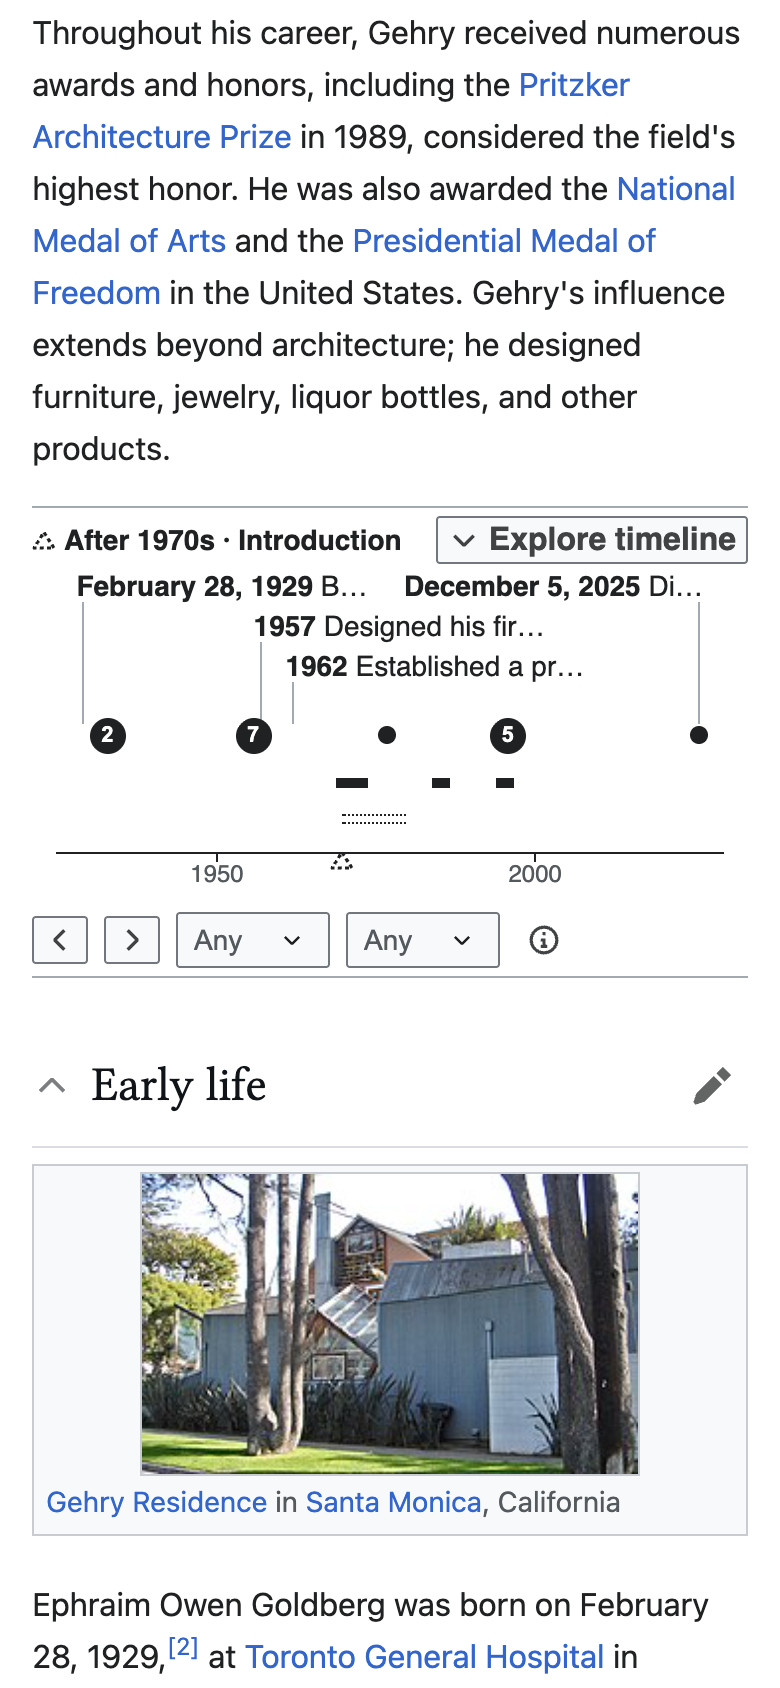 Throughout his career, Gehry received numerous
awards and honors, including the Pritzker
Architecture Prize in 1989, considered the field's
highest honor. He was also awarded the National
Medal of Arts and the Presidential Medal of
Freedom in the United States. Gehry's influence
extends beyond architecture; he designed
furniture, jewelry, liquor bottles, and other
products.
After 1970s · Introduction
Explore timeline
February 28, 1929 B…
December 5, 2025 Di…
1957 Designed his fir…
1962 Established a pr…
2
7
5
1950
2000
Any
Any
Early life
Gehry Residence in Santa Monica, California
Ephraim Owen Goldberg was born on February
28, 1929,[2] at Toronto General Hospital in